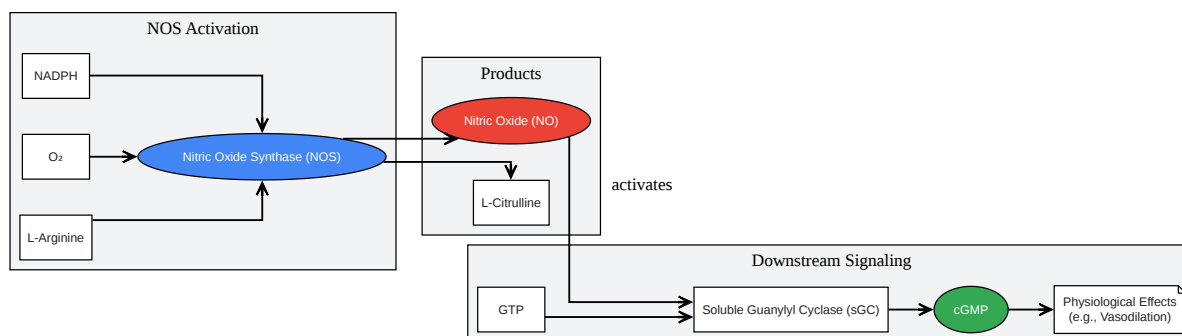 NOS Activation
NADPH
O₂
L-Arginine
Nitric Oxide Synthase (NOS)
Products
Nitric Oxide (NO)
L-Citrulline
activates
Downstream Signaling
GTP
Soluble Guanylyl Cyclase (sGC)
cGMP
Physiological Effects
(e.g., Vasodilation)